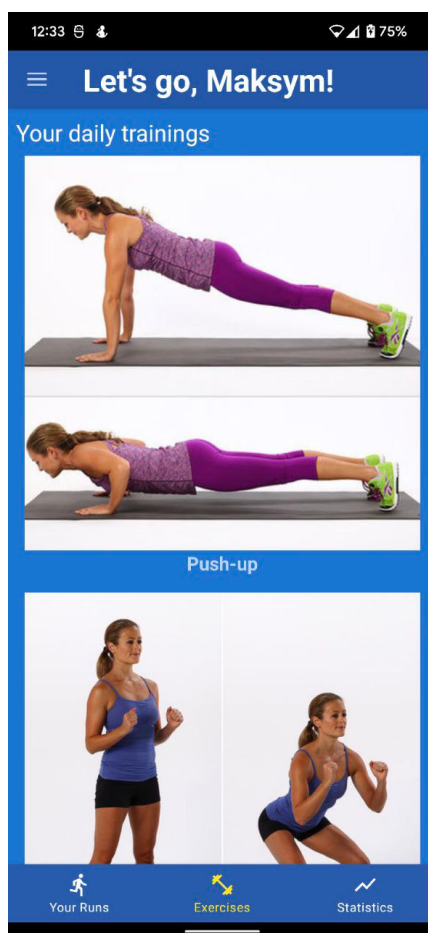 12:33
75%
Let's go, Maksym!
Your daily trainings
Push-up
Your Runs
Exercises
Statistics